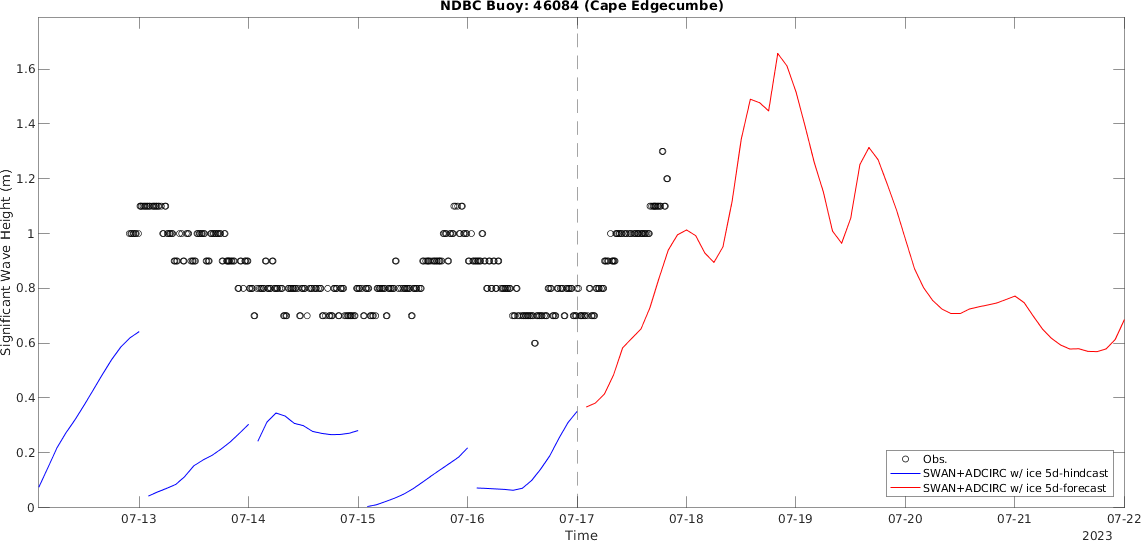 NDBC Buoy: 46084 (Cape Edgecumbe)
Significant Wave Height (m)
1.6
1.4
1.2
1
0.8
0.6
0.4
0.2
0
Obs.
SWAN+ADCIRC w/ ice 5d-hindcast
SWAN+ADCIRC w/ ice 5d-forecast
07-13 07-14 07-15 07-16 07-17 07-18 07-19 07-20 07-21 07-22
Time
2023